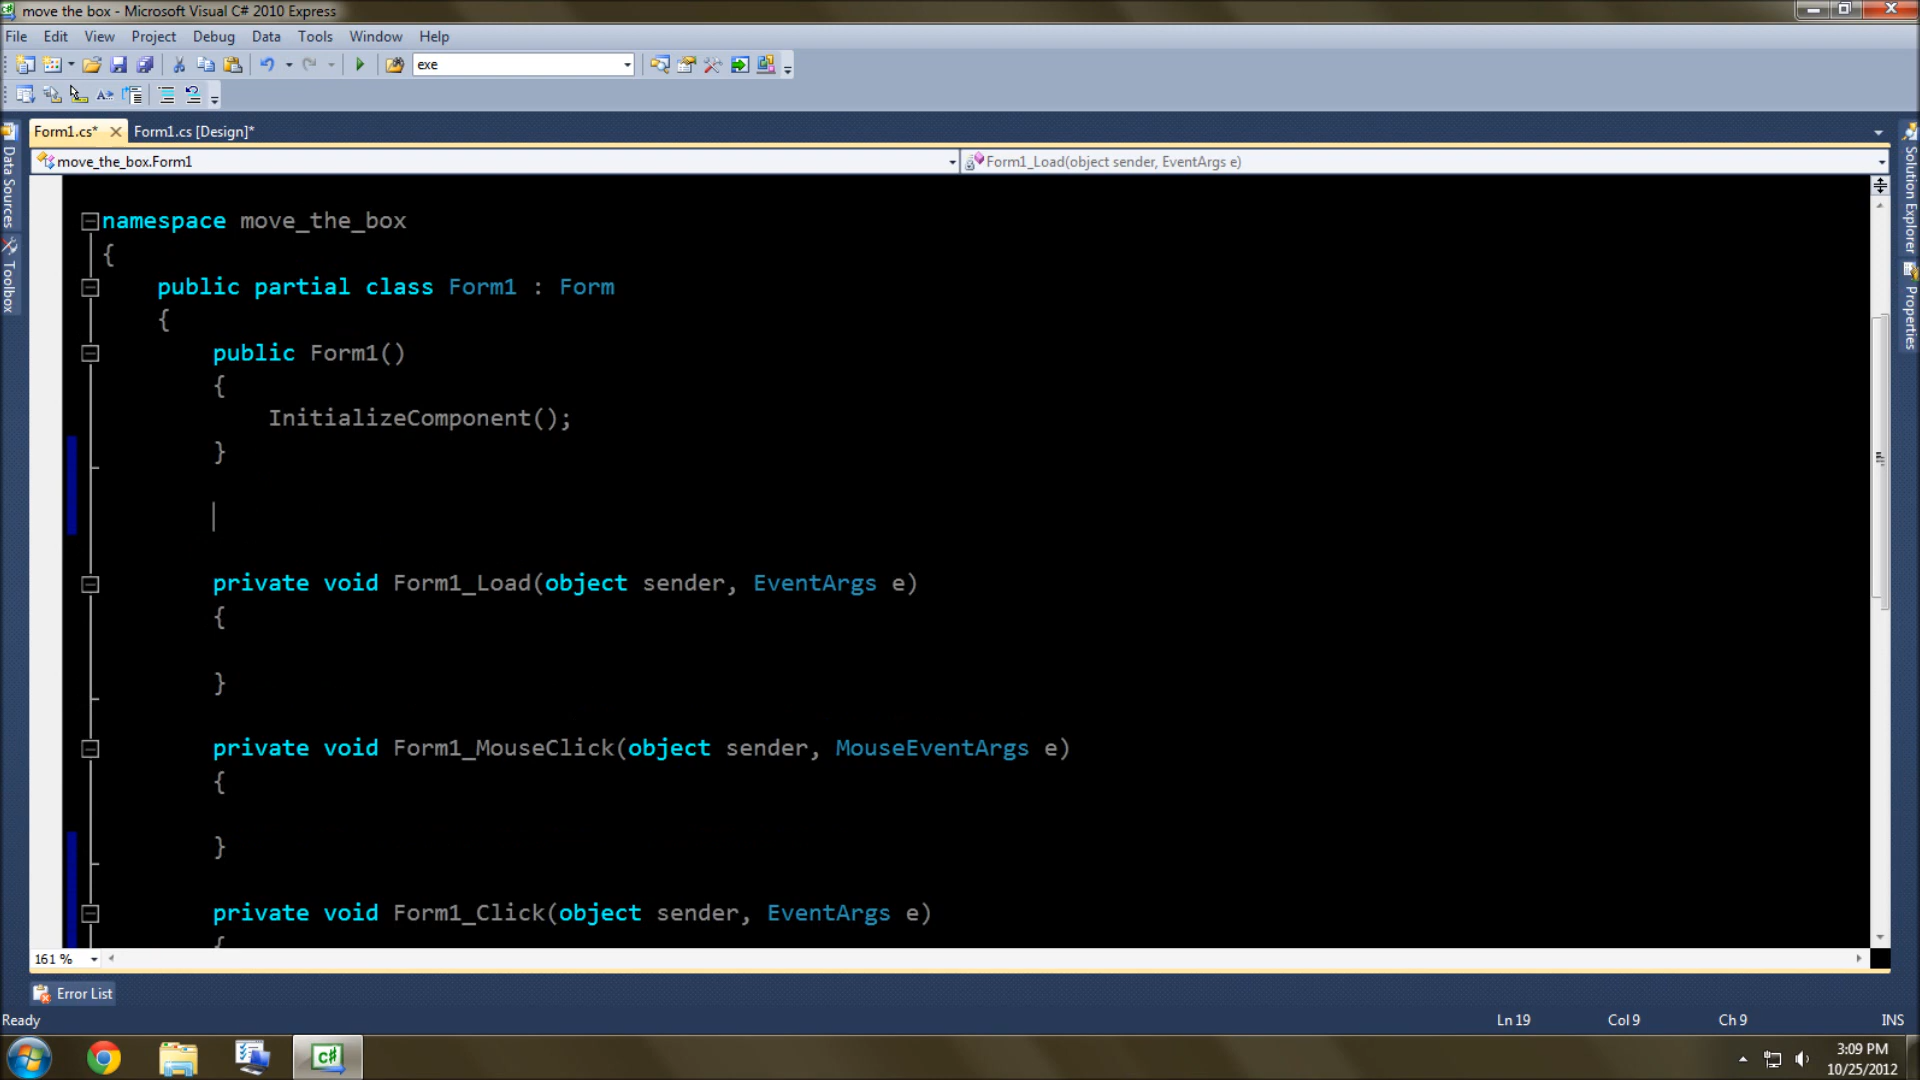 move the box - Microsoft Visual C# 2010 Express
File Edit View Project Debug Data Tools Window Help
exe
Form1.cs* Form1.cs [Design]*
move_the_box.Form1 Form1_Load(object sender, EventArgs e)
Data Sources
Toolbox
Solution Explorer
Properties
namespace move_the_box
{
public partial class Form1 : Form
{
public Form1()
{
InitializeComponent();
}
private void Form1_Load(object sender, EventArgs e)
{
}
private void Form1_MouseClick(object sender, MouseEventArgs e)
{
}
private void Form1_Click(object sender, EventArgs e)
{
161 %
Error List
Ready Ln 19 Col 9 Ch 9 INS
C#
3:09 PM
10/25/2012